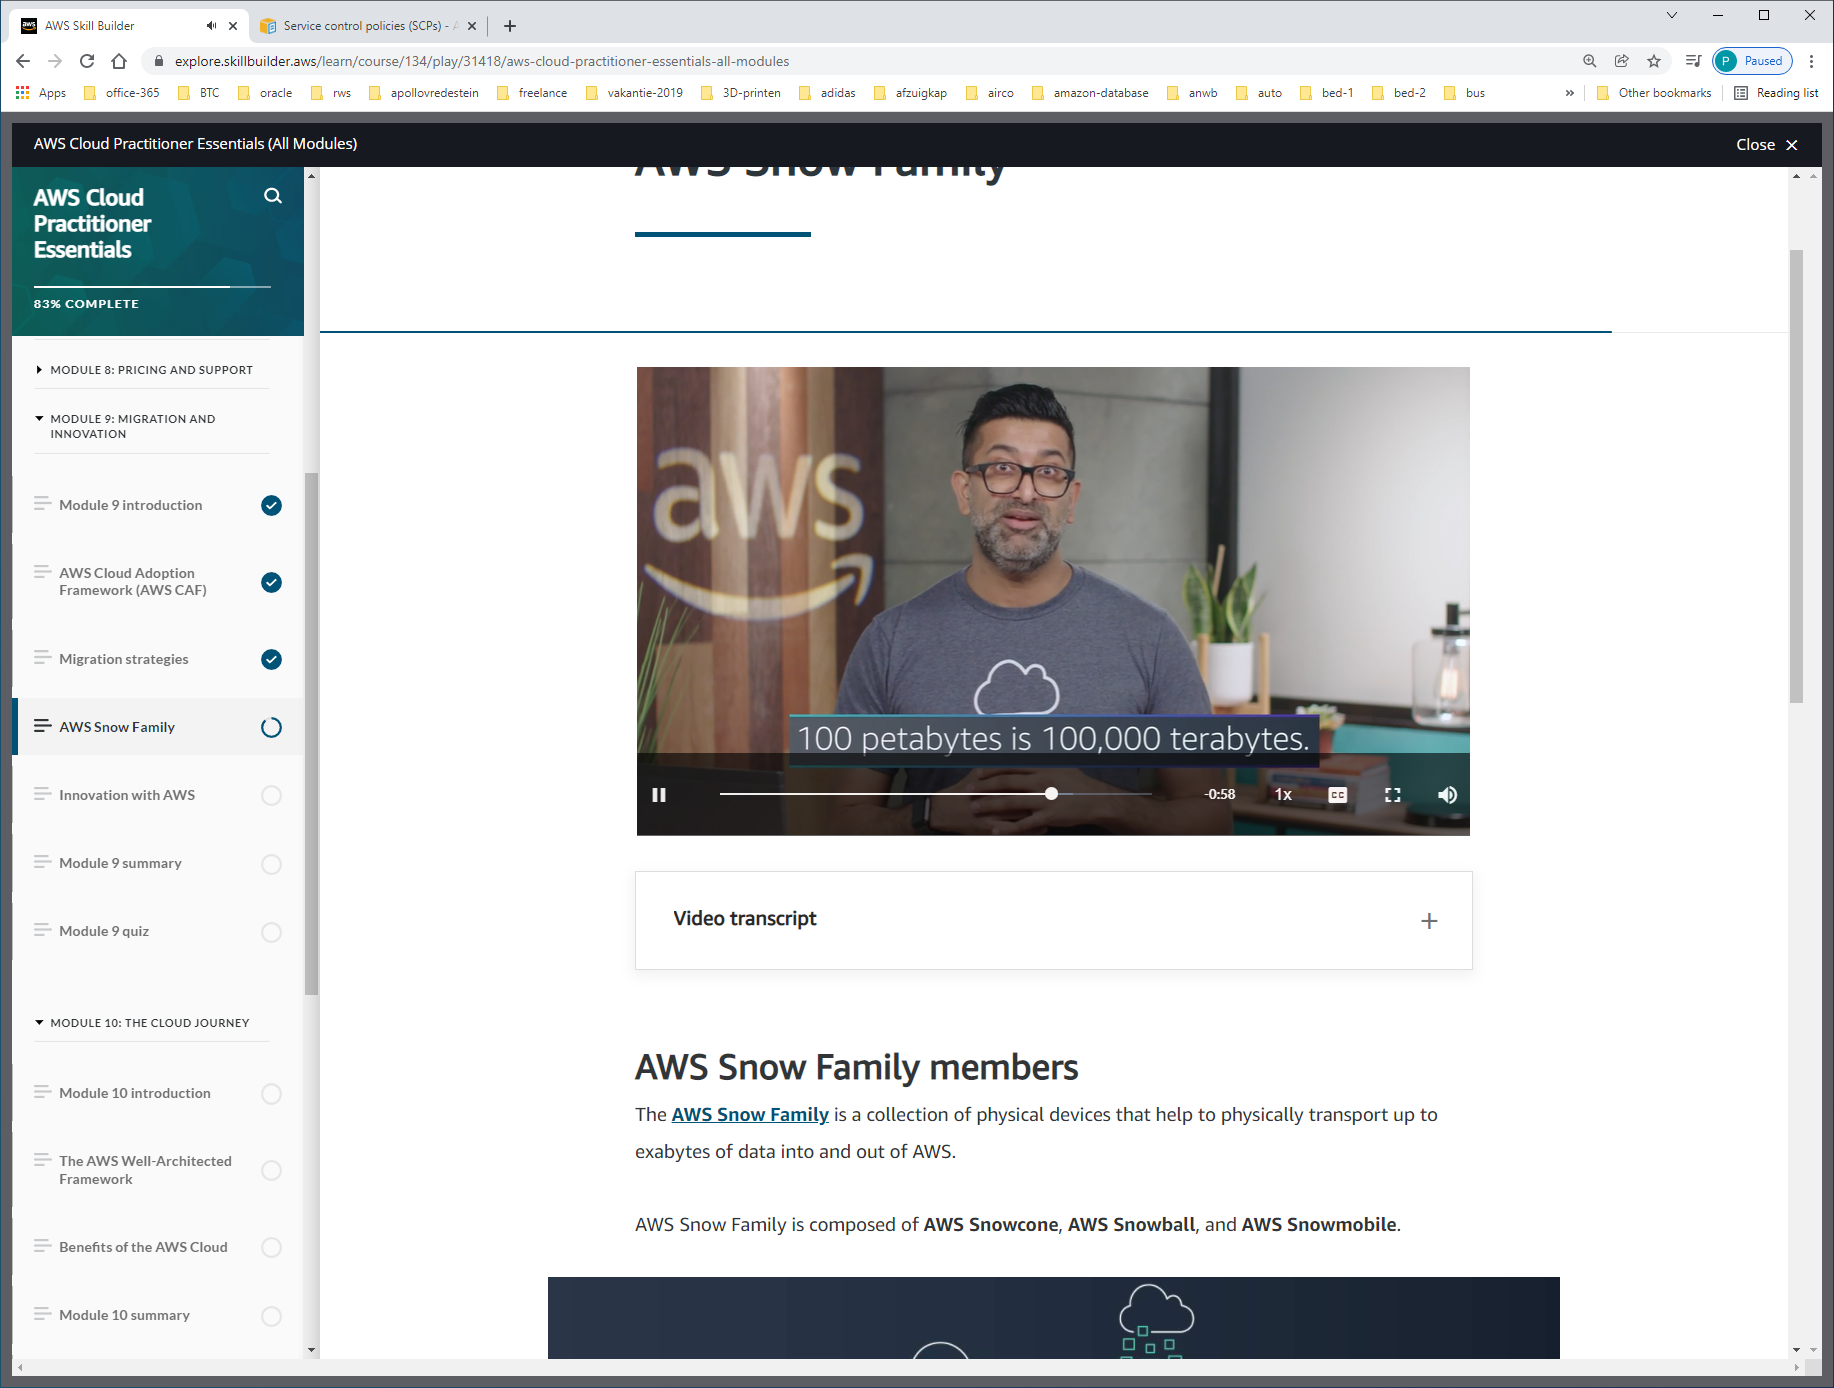 AWS Skill Builder
Service control policies (SCPs) - A
explore.skillbuilder.aws/learn/course/134/play/31418/aws-cloud-practitioner-essentials-all-modules
P Paused
Apps office-365 BTC oracle rws apollovredestein freelance vakantie-2019 3D-printen adidas afzuigkap airco amazon-database anwb auto bed-1 bed-2 bus » Other bookmarks Reading list
AWS Cloud Practitioner Essentials (All Modules)
Close
AWS Cloud
Practitioner
Essentials
83% COMPLETE
MODULE 8: PRICING AND SUPPORT
MODULE 9: MIGRATION AND
INNOVATION
Module 9 introduction
AWS Cloud Adoption
Framework (AWS CAF)
Migration strategies
AWS Snow Family
Innovation with AWS
Module 9 summary
Module 9 quiz
MODULE 10: THE CLOUD JOURNEY
Module 10 introduction
The AWS Well-Architected
Framework
Benefits of the AWS Cloud
Module 10 summary
AWS Snow Family
aws
100 petabytes is 100,000 terabytes.
-0:58
1x
CC
Video transcript
AWS Snow Family members
The AWS Snow Family is a collection of physical devices that help to physically transport up to
exabytes of data into and out of AWS.
AWS Snow Family is composed of AWS Snowcone, AWS Snowball, and AWS Snowmobile.